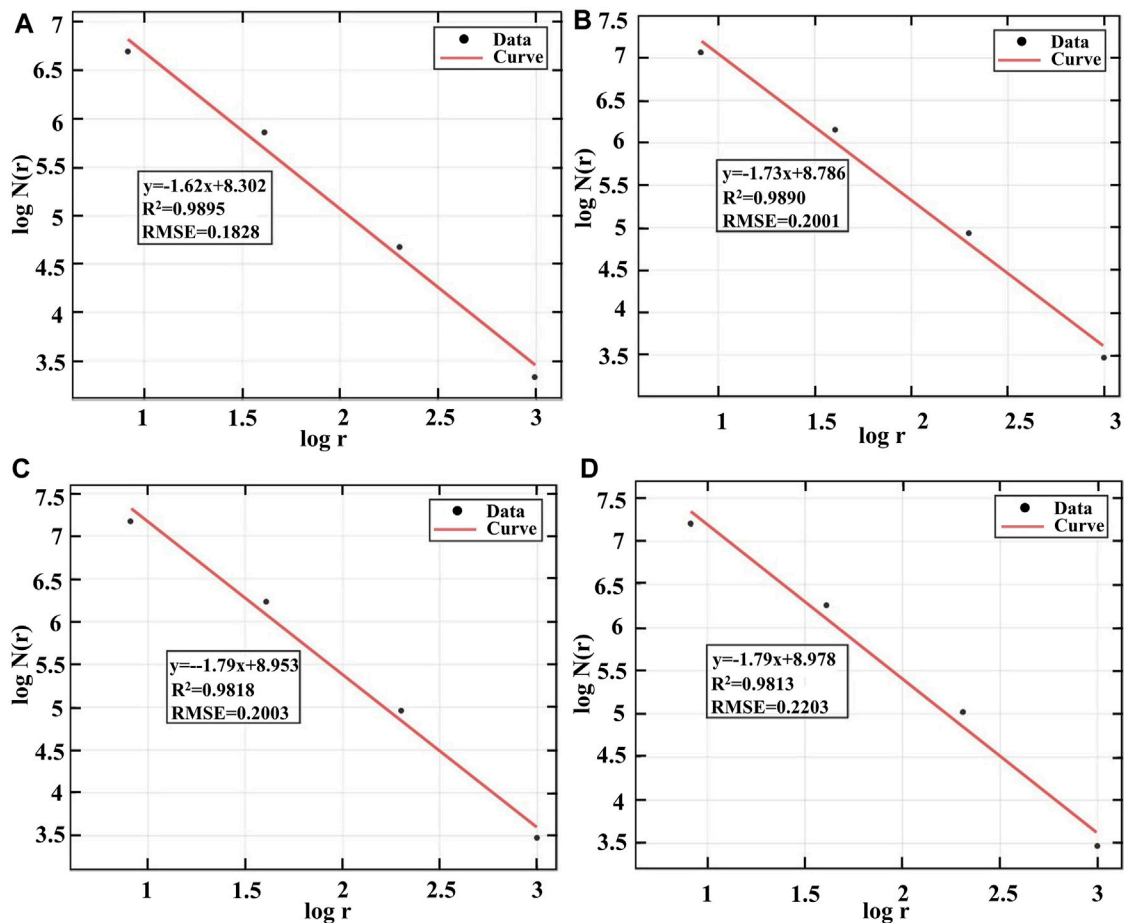 A
7
6.5
6
5.5
5
4.5
4
3.5
log N(r)
Data
Curve
y=-1.62x+8.302
R²=0.9895
RMSE=0.1828
1
1.5
2
2.5
3
log r
B
7.5
7
6.5
6
5.5
5
4.5
4
3.5
log N(r)
Data
Curve
y=-1.73x+8.786
R²=0.9890
RMSE=0.2001
1
1.5
2
2.5
3
log r
C
7.5
7
6.5
6
5.5
5
4.5
4
3.5
log N(r)
Data
Curve
y=--1.79x+8.953
R²=0.9818
RMSE=0.2003
1
1.5
2
2.5
3
log r
D
7.5
7
6.5
6
5.5
5
4.5
4
3.5
log N(r)
Data
Curve
y=-1.79x+8.978
R²=0.9813
RMSE=0.2203
1
1.5
2
2.5
3
log r